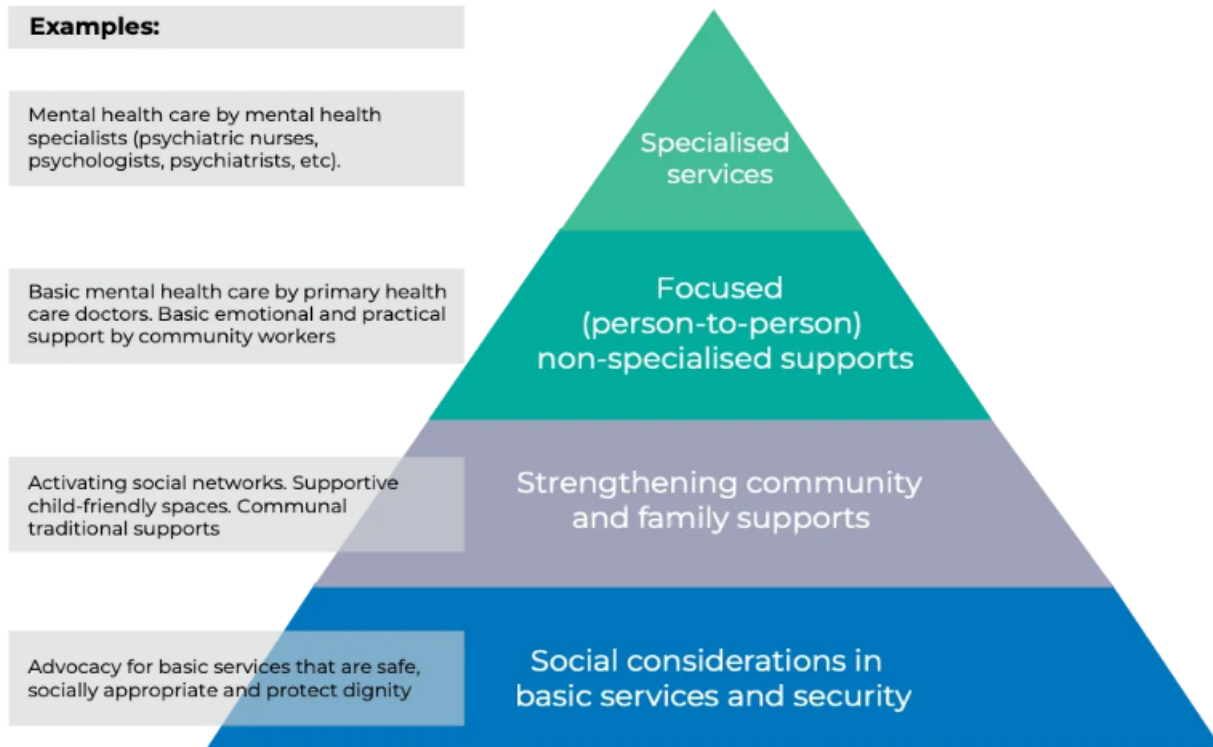 Examples:
Mental health care by mental health
specialists (psychiatric nurses,
psychologists, psychiatrists, etc).
Specialised
services
Basic mental health care by primary health
care doctors. Basic emotional and practical
support by community workers
Focused
(person-to-person)
non-specialised supports
Activating social networks. Supportive
child-friendly spaces. Communal
traditional supports
Strengthening community
and family supports
Advocacy for basic services that are safe,
socially appropriate and protect dignity
Social considerations in
basic services and security